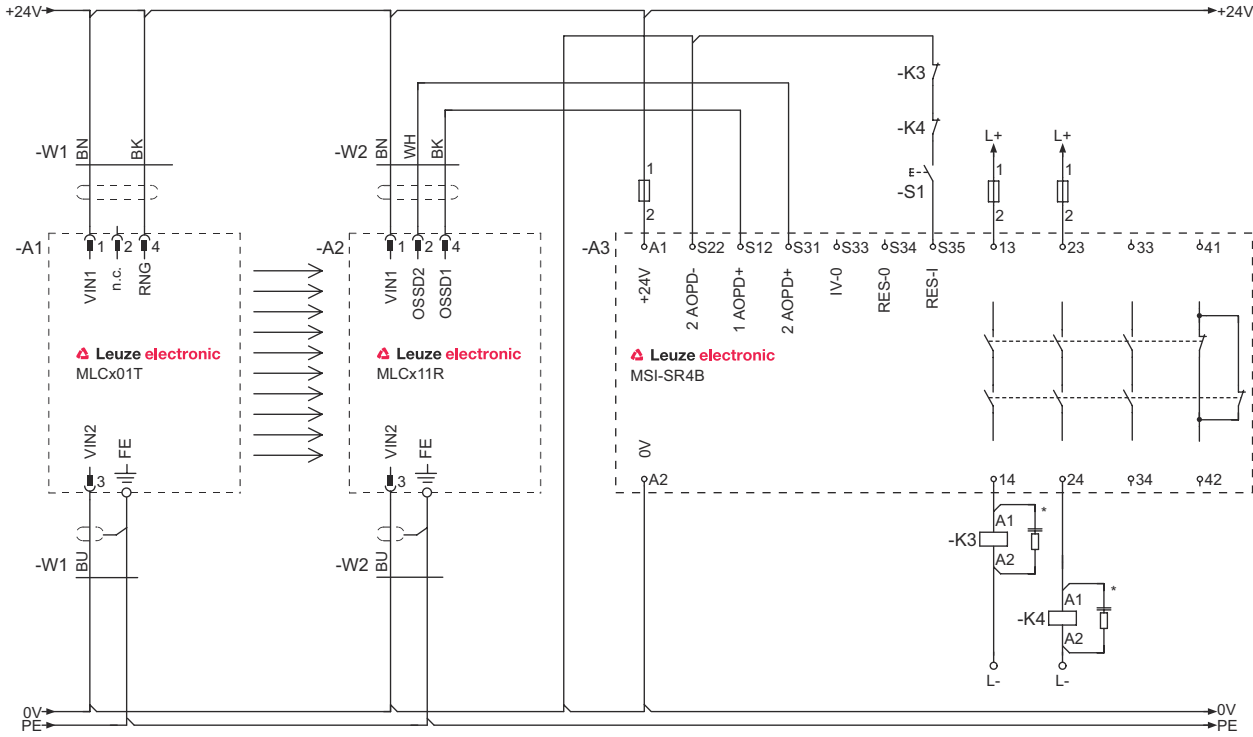 +24V
+24V
-K3
-K4
-S1
E
L+
L+
-W1
BN
BK
-W2
BN
WH
BK
1
2
1
2
1
2
-A1
1
2
4
-A2
1
2
4
-A3
A1
S22
S12
S31
S33
S34
S35
13
23
33
41
VIN1
n.c.
RNG
VIN1
OSSD2
OSSD1
+24V
2 AOPD-
1 AOPD+
2 AOPD+
IV-0
RES-0
RES-I
Leuze electronic
MLCx01T
Leuze electronic
MLCx11R
Leuze electronic
MSI-SR4B
VIN2
FE
VIN2
FE
0V
3
3
A2
14
24
34
42
-W1
BU
-W2
BU
-K3
A1
A2
*
-K4
A1
A2
*
L-
L-
0V
0V
PE
PE